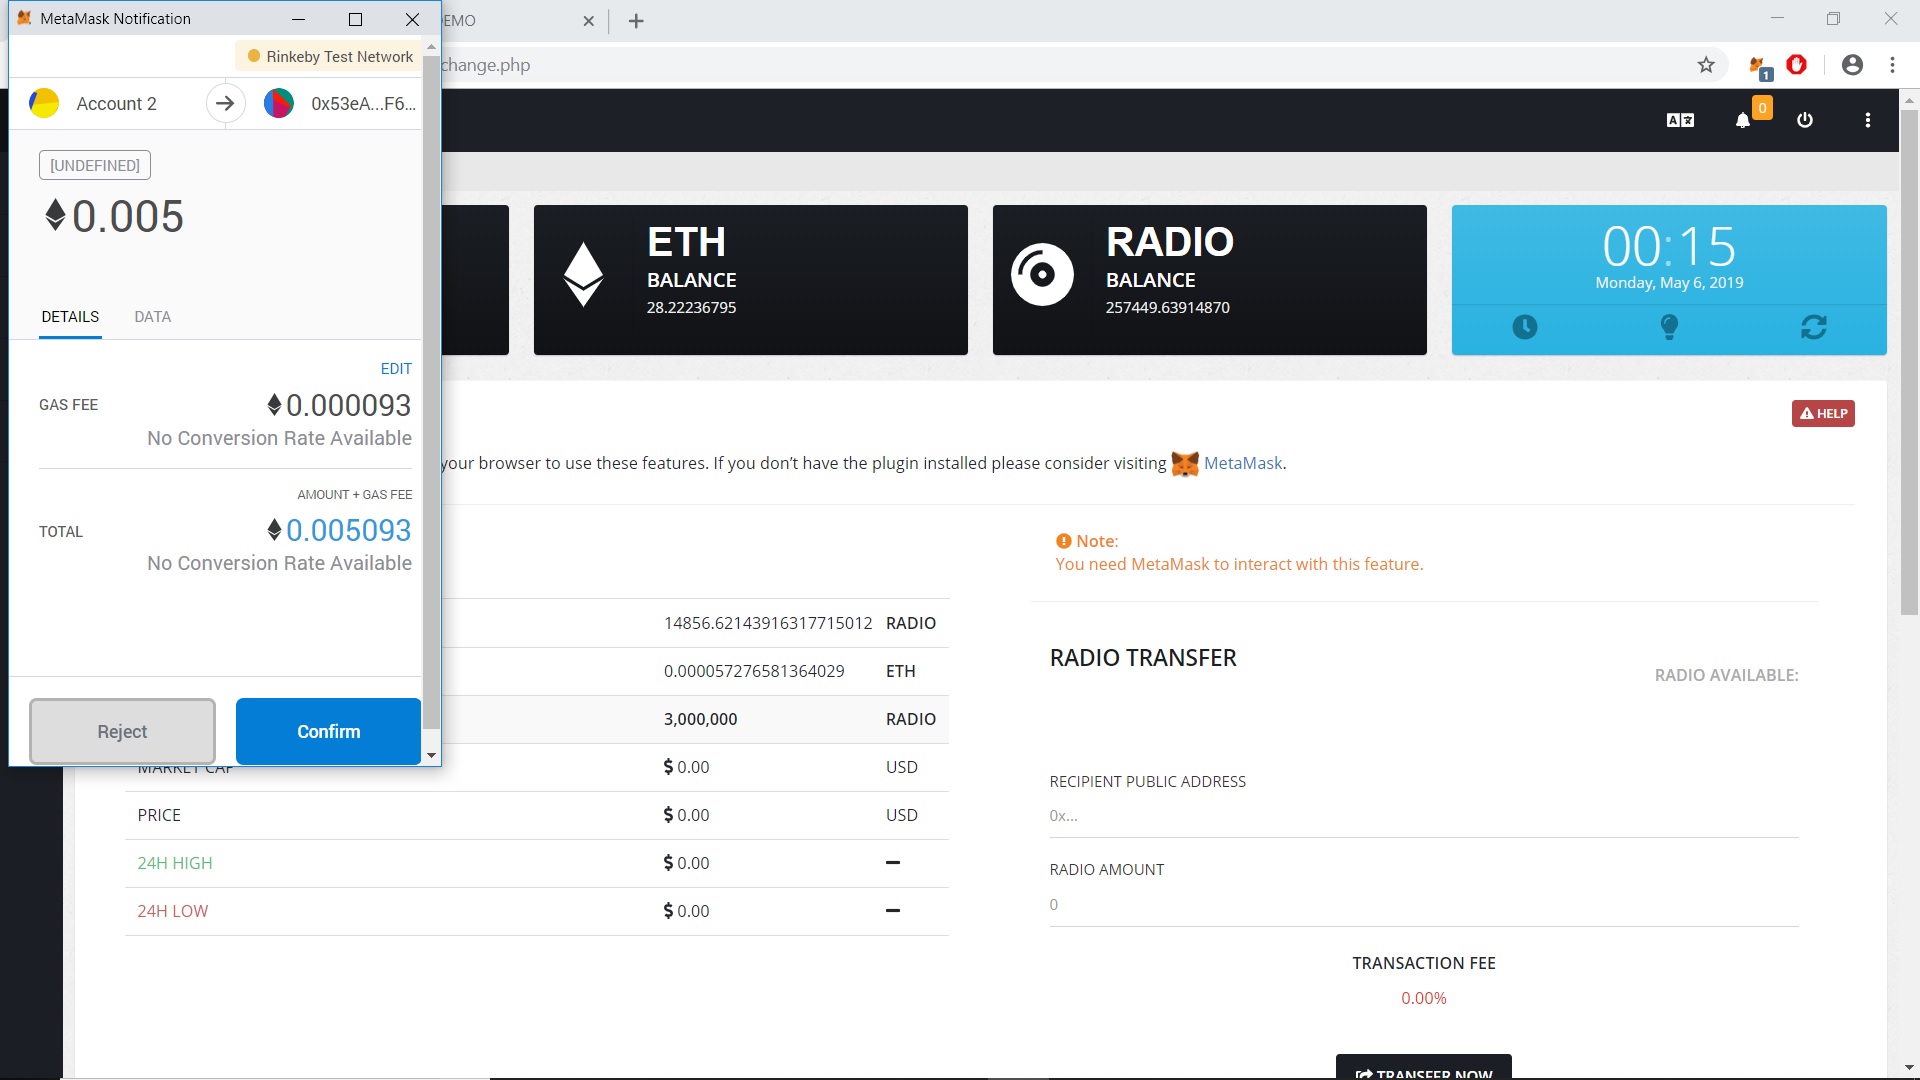 MetaMask Notification
EMO
change.php
Rinkeby Test Network
1
Account 2
0x53eA...F6...
0
[UNDEFINED]
0.005
ETH
BALANCE
28.22236795
RADIO
BALANCE
257449.63914870
00:15
Monday, May 6, 2019
DETAILS
DATA
EDIT
GAS FEE
0.000093
No Conversion Rate Available
HELP
your browser to use these features. If you don’t have the plugin installed please consider visiting MetaMask.
AMOUNT + GAS FEE
TOTAL
0.005093
No Conversion Rate Available
Note:
You need MetaMask to interact with this feature.
14856.62143916317715012 RADIO
0.000057276581364029 ETH
3,000,000 RADIO
Reject
Confirm
MARKET CAP $ 0.00 USD
PRICE $ 0.00 USD
24H HIGH $ 0.00 –
24H LOW $ 0.00 –
RADIO TRANSFER
RADIO AVAILABLE:
RECIPIENT PUBLIC ADDRESS
0x...
RADIO AMOUNT
0
TRANSACTION FEE
0.00%
TRANSFER NOW